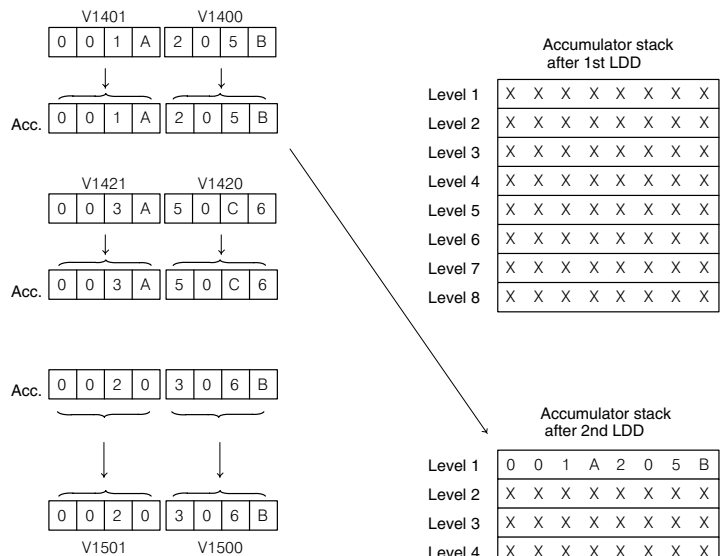 V1401 V1400
0 0 1 A 2 0 5 B
Acc. 0 0 1 A 2 0 5 B
V1421 V1420
0 0 3 A 5 0 C 6
Acc. 0 0 3 A 5 0 C 6
Acc. 0 0 2 0 3 0 6 B
0 0 2 0 3 0 6 B
V1501 V1500
Accumulator stack
after 1st LDD
Level 1 X X X X X X X X
Level 2 X X X X X X X X
Level 3 X X X X X X X X
Level 4 X X X X X X X X
Level 5 X X X X X X X X
Level 6 X X X X X X X X
Level 7 X X X X X X X X
Level 8 X X X X X X X X
Accumulator stack
after 2nd LDD
Level 1 0 0 1 A 2 0 5 B
Level 2 X X X X X X X X
Level 3 X X X X X X X X
Level 4 X X X X X X X X